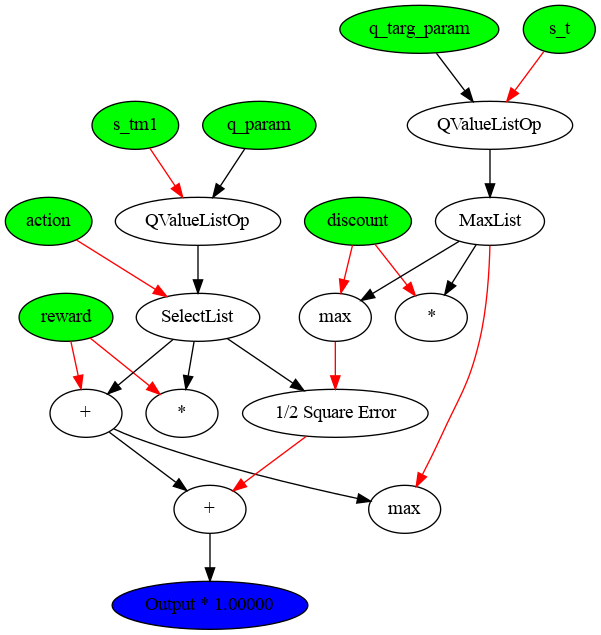 q_targ_param
s_t
s_tm1
q_param
QValueListOp
action
QValueListOp
discount
MaxList
reward
SelectList
max
*
+
*
1/2 Square Error
+
max
Output * 1.00000